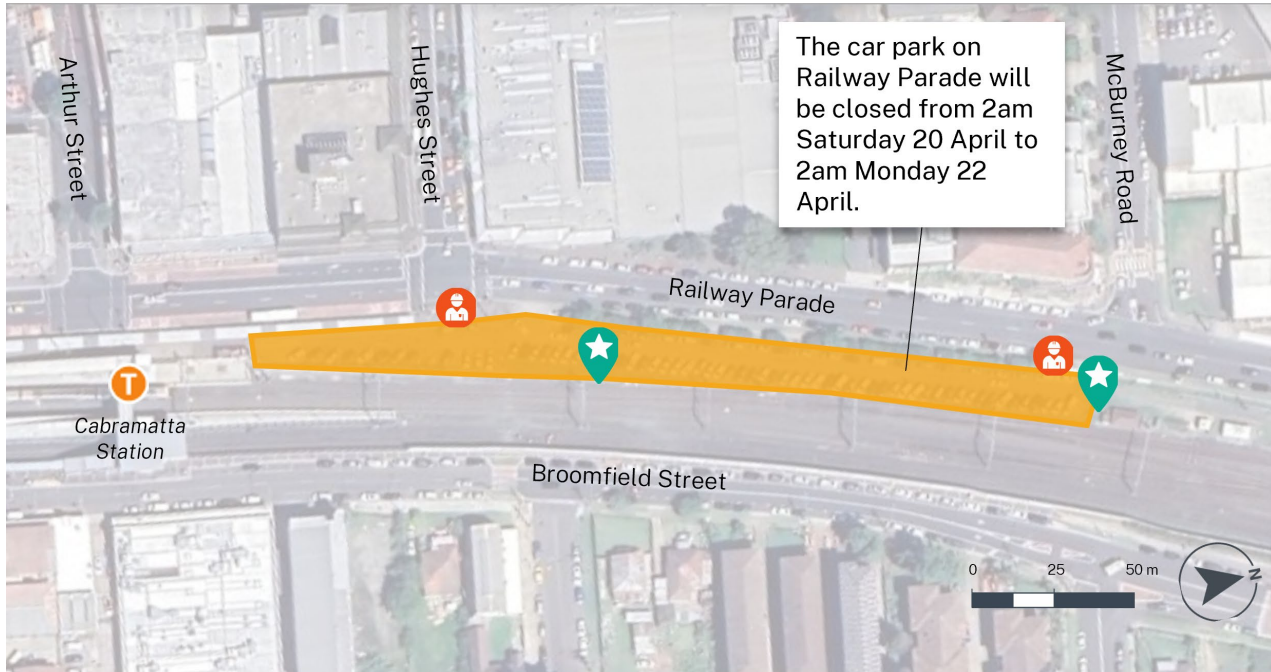 Arthur Street
Hughes Street
The car park on
Railway Parade will
be closed from 2am
Saturday 20 April to
2am Monday 22
April.
McBurney Road
Railway Parade
T
Cabramatta
Station
Broomfield Street
0 25 50 m
N